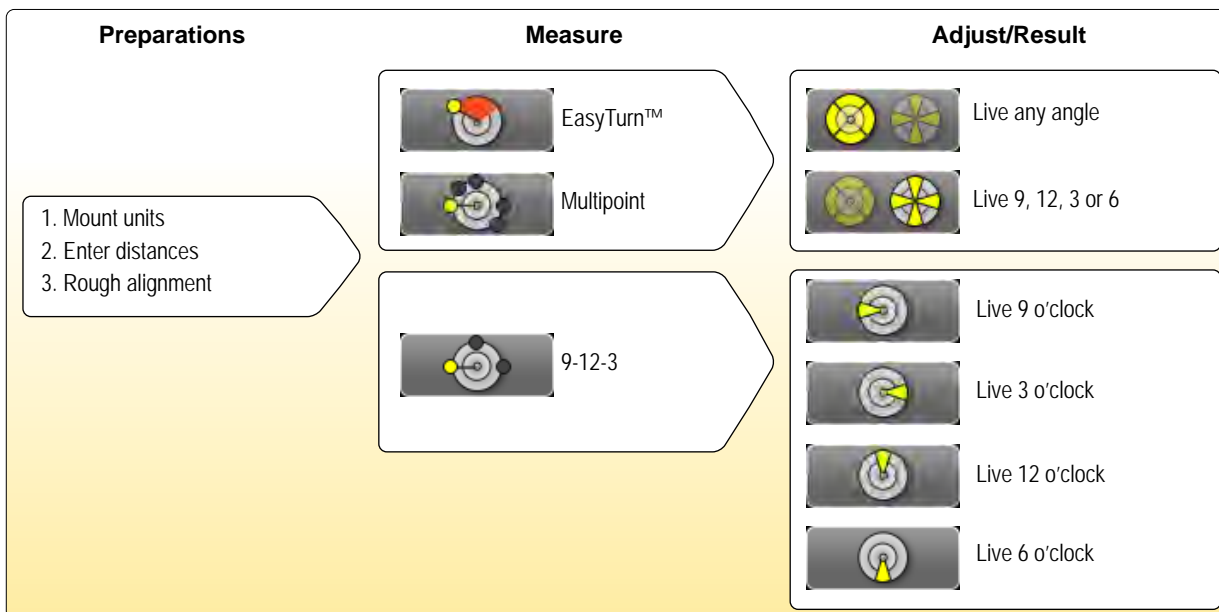 Preparations
Measure
Adjust/Result
1. Mount units
2. Enter distances
3. Rough alignment
EasyTurn™
Multipoint
9-12-3
Live any angle
Live 9, 12, 3 or 6
Live 9 o’clock
Live 3 o’clock
Live 12 o’clock
Live 6 o’clock